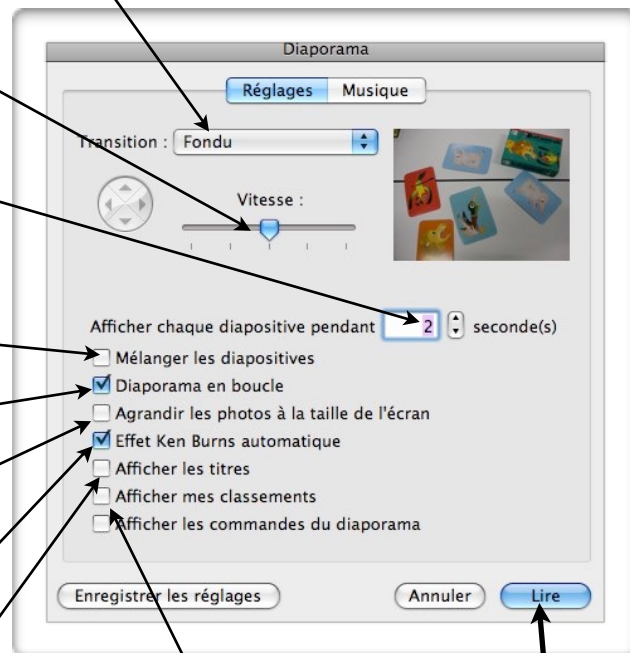 Diaporama
Réglages Musique
Transition : Fondu
Vitesse :
Afficher chaque diapositive pendant 2 seconde(s)
Mélanger les diapositives
Diaporama en boucle
Agrandir les photos à la taille de l'écran
Effet Ken Burns automatique
Afficher les titres
Afficher mes classements
Afficher les commandes du diaporama
Enregistrer les réglages Annuler Lire